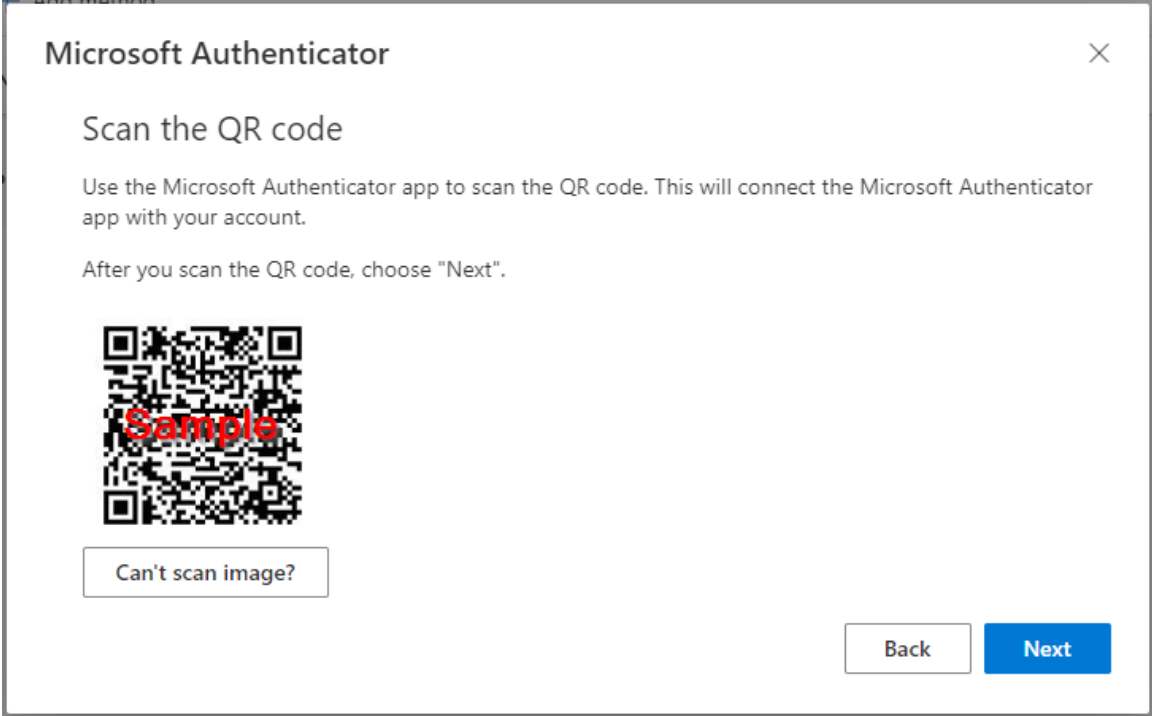 Add method
Microsoft Authenticator
Scan the QR code
Use the Microsoft Authenticator app to scan the QR code. This will connect the Microsoft Authenticator
app with your account.
After you scan the QR code, choose "Next".
Sample
Can't scan image?
Back
Next